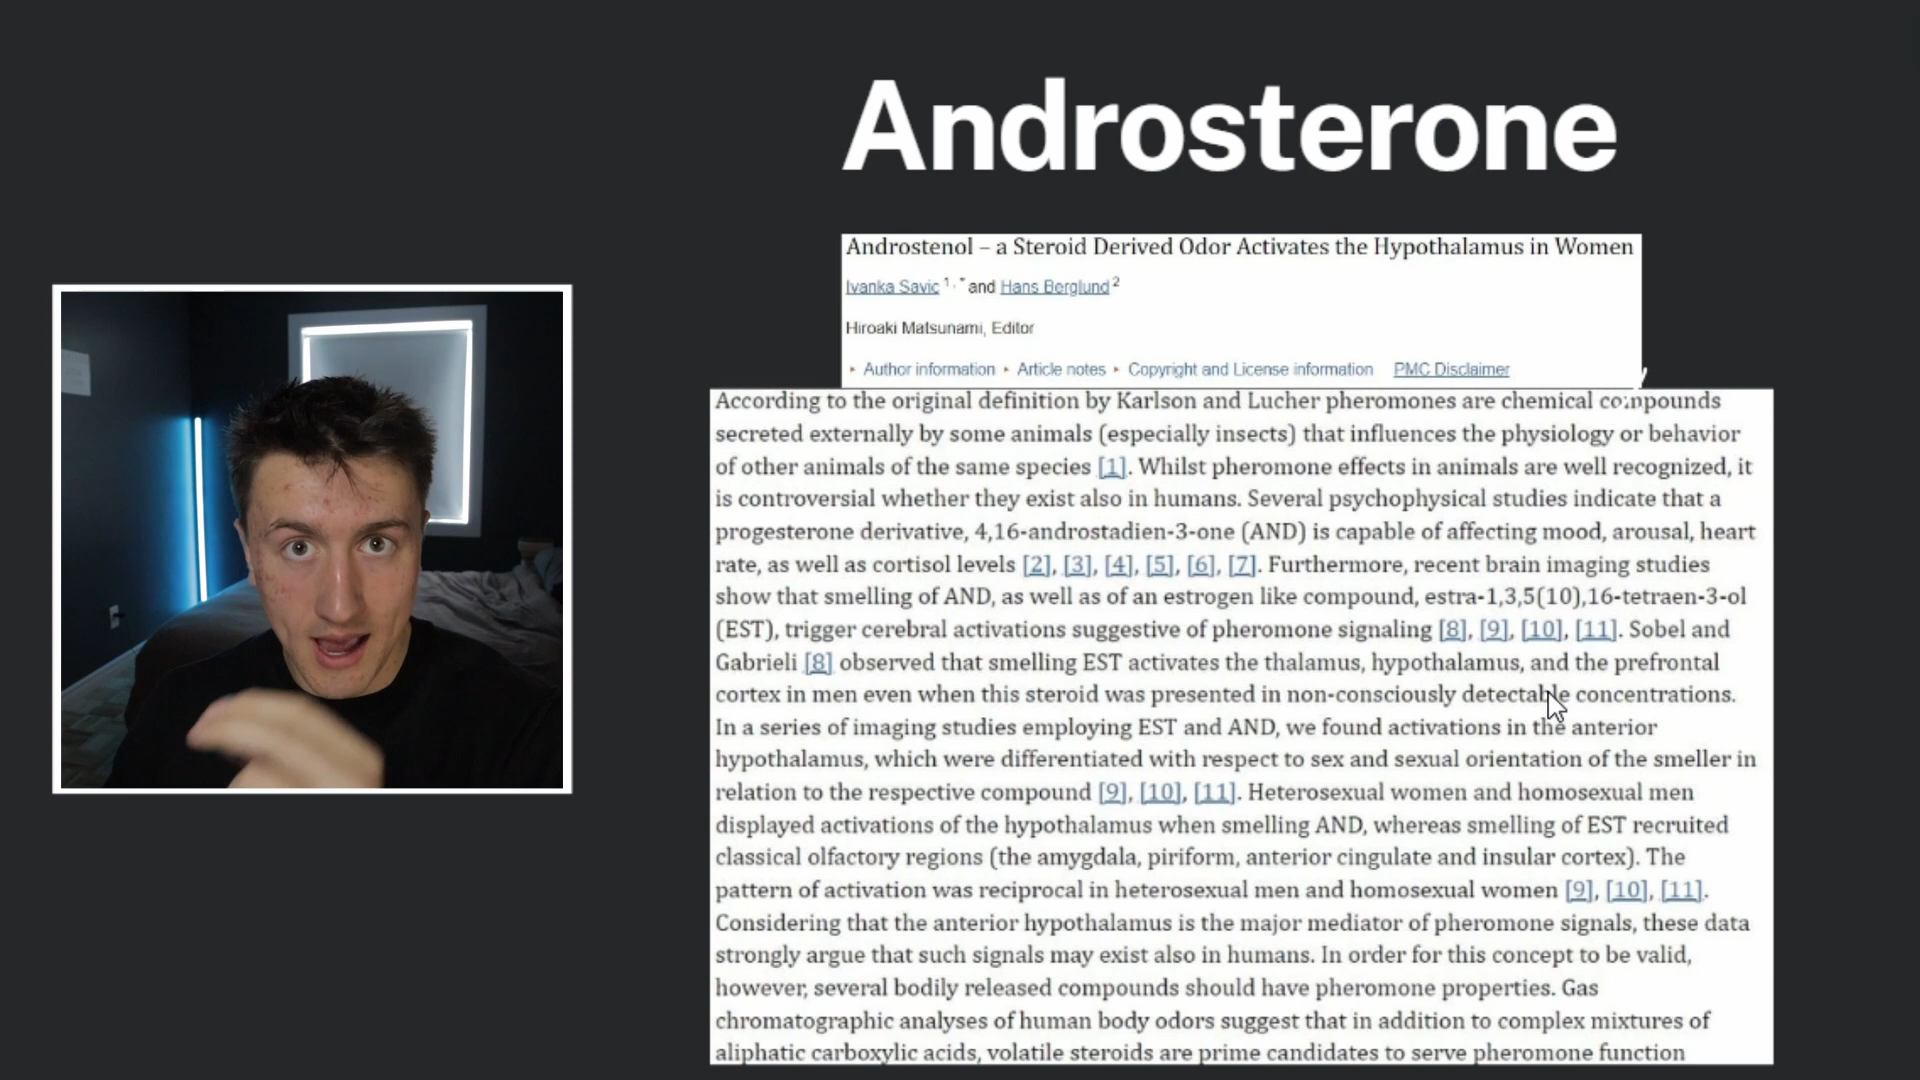 Androsterone
Androstenol – a Steroid Derived Odor Activates the Hypothalamus in Women
Ivanka Savic 1,* and Hans Berglund 2
Hiroaki Matsunami, Editor
▸ Author information ▸ Article notes ▸ Copyright and License information PMC Disclaimer
According to the original definition by Karlson and Lucher pheromones are chemical compounds
secreted externally by some animals (especially insects) that influences the physiology or behavior
of other animals of the same species [1]. Whilst pheromone effects in animals are well recognized, it
is controversial whether they exist also in humans. Several psychophysical studies indicate that a
progesterone derivative, 4,16-androstadien-3-one (AND) is capable of affecting mood, arousal, heart
rate, as well as cortisol levels [2], [3], [4], [5], [6], [7]. Furthermore, recent brain imaging studies
show that smelling of AND, as well as of an estrogen like compound, estra-1,3,5(10),16-tetraen-3-ol
(EST), trigger cerebral activations suggestive of pheromone signaling [8], [9], [10], [11]. Sobel and
Gabrieli [8] observed that smelling EST activates the thalamus, hypothalamus, and the prefrontal
cortex in men even when this steroid was presented in non-consciously detectable concentrations.
In a series of imaging studies employing EST and AND, we found activations in the anterior
hypothalamus, which were differentiated with respect to sex and sexual orientation of the smeller in
relation to the respective compound [9], [10], [11]. Heterosexual women and homosexual men
displayed activations of the hypothalamus when smelling AND, whereas smelling of EST recruited
classical olfactory regions (the amygdala, piriform, anterior cingulate and insular cortex). The
pattern of activation was reciprocal in heterosexual men and homosexual women [9], [10], [11].
Considering that the anterior hypothalamus is the major mediator of pheromone signals, these data
strongly argue that such signals may exist also in humans. In order for this concept to be valid,
however, several bodily released compounds should have pheromone properties. Gas
chromatographic analyses of human body odors suggest that in addition to complex mixtures of
aliphatic carboxylic acids, volatile steroids are prime candidates to serve pheromone function